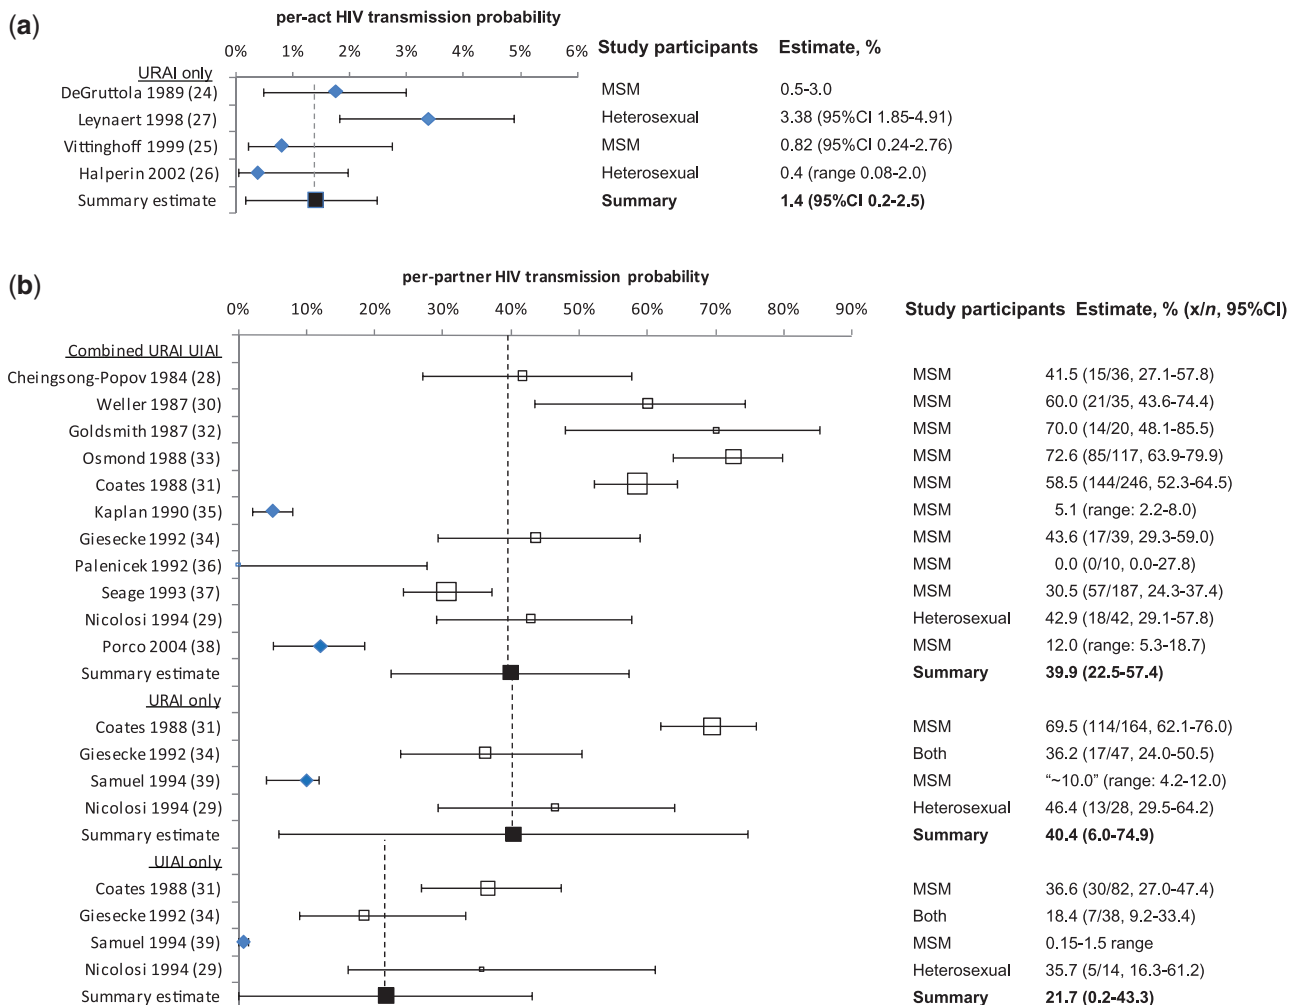 (a)
per-act HIV transmission probability
0% 1% 2% 3% 4% 5% 6% Study participants Estimate, %
URAI only
DeGruttola 1989 (24) MSM 0.5-3.0
Leynaert 1998 (27) Heterosexual 3.38 (95%CI 1.85-4.91)
Vittinghoff 1999 (25) MSM 0.82 (95%CI 0.24-2.76)
Halperin 2002 (26) Heterosexual 0.4 (range 0.08-2.0)
Summary estimate Summary 1.4 (95%CI 0.2-2.5)
(b)
per-partner HIV transmission probability
0% 10% 20% 30% 40% 50% 60% 70% 80% 90% Study participants Estimate, % (x/n, 95%CI)
Combined URAI UIAI
Cheingsong-Popov 1984 (28) MSM 41.5 (15/36, 27.1-57.8)
Weller 1987 (30) MSM 60.0 (21/35, 43.6-74.4)
Goldsmith 1987 (32) MSM 70.0 (14/20, 48.1-85.5)
Osmond 1988 (33) MSM 72.6 (85/117, 63.9-79.9)
Coates 1988 (31) MSM 58.5 (144/246, 52.3-64.5)
Kaplan 1990 (35) MSM 5.1 (range: 2.2-8.0)
Giesecke 1992 (34) MSM 43.6 (17/39, 29.3-59.0)
Palenicek 1992 (36) MSM 0.0 (0/10, 0.0-27.8)
Seage 1993 (37) MSM 30.5 (57/187, 24.3-37.4)
Nicolosi 1994 (29) Heterosexual 42.9 (18/42, 29.1-57.8)
Porco 2004 (38) MSM 12.0 (range: 5.3-18.7)
Summary estimate Summary 39.9 (22.5-57.4)
URAI only
Coates 1988 (31) MSM 69.5 (114/164, 62.1-76.0)
Giesecke 1992 (34) Both 36.2 (17/47, 24.0-50.5)
Samuel 1994 (39) MSM “~10.0” (range: 4.2-12.0)
Nicolosi 1994 (29) Heterosexual 46.4 (13/28, 29.5-64.2)
Summary estimate Summary 40.4 (6.0-74.9)
UIAI only
Coates 1988 (31) MSM 36.6 (30/82, 27.0-47.4)
Giesecke 1992 (34) Both 18.4 (7/38, 9.2-33.4)
Samuel 1994 (39) MSM 0.15-1.5 range
Nicolosi 1994 (29) Heterosexual 35.7 (5/14, 16.3-61.2)
Summary estimate Summary 21.7 (0.2-43.3)